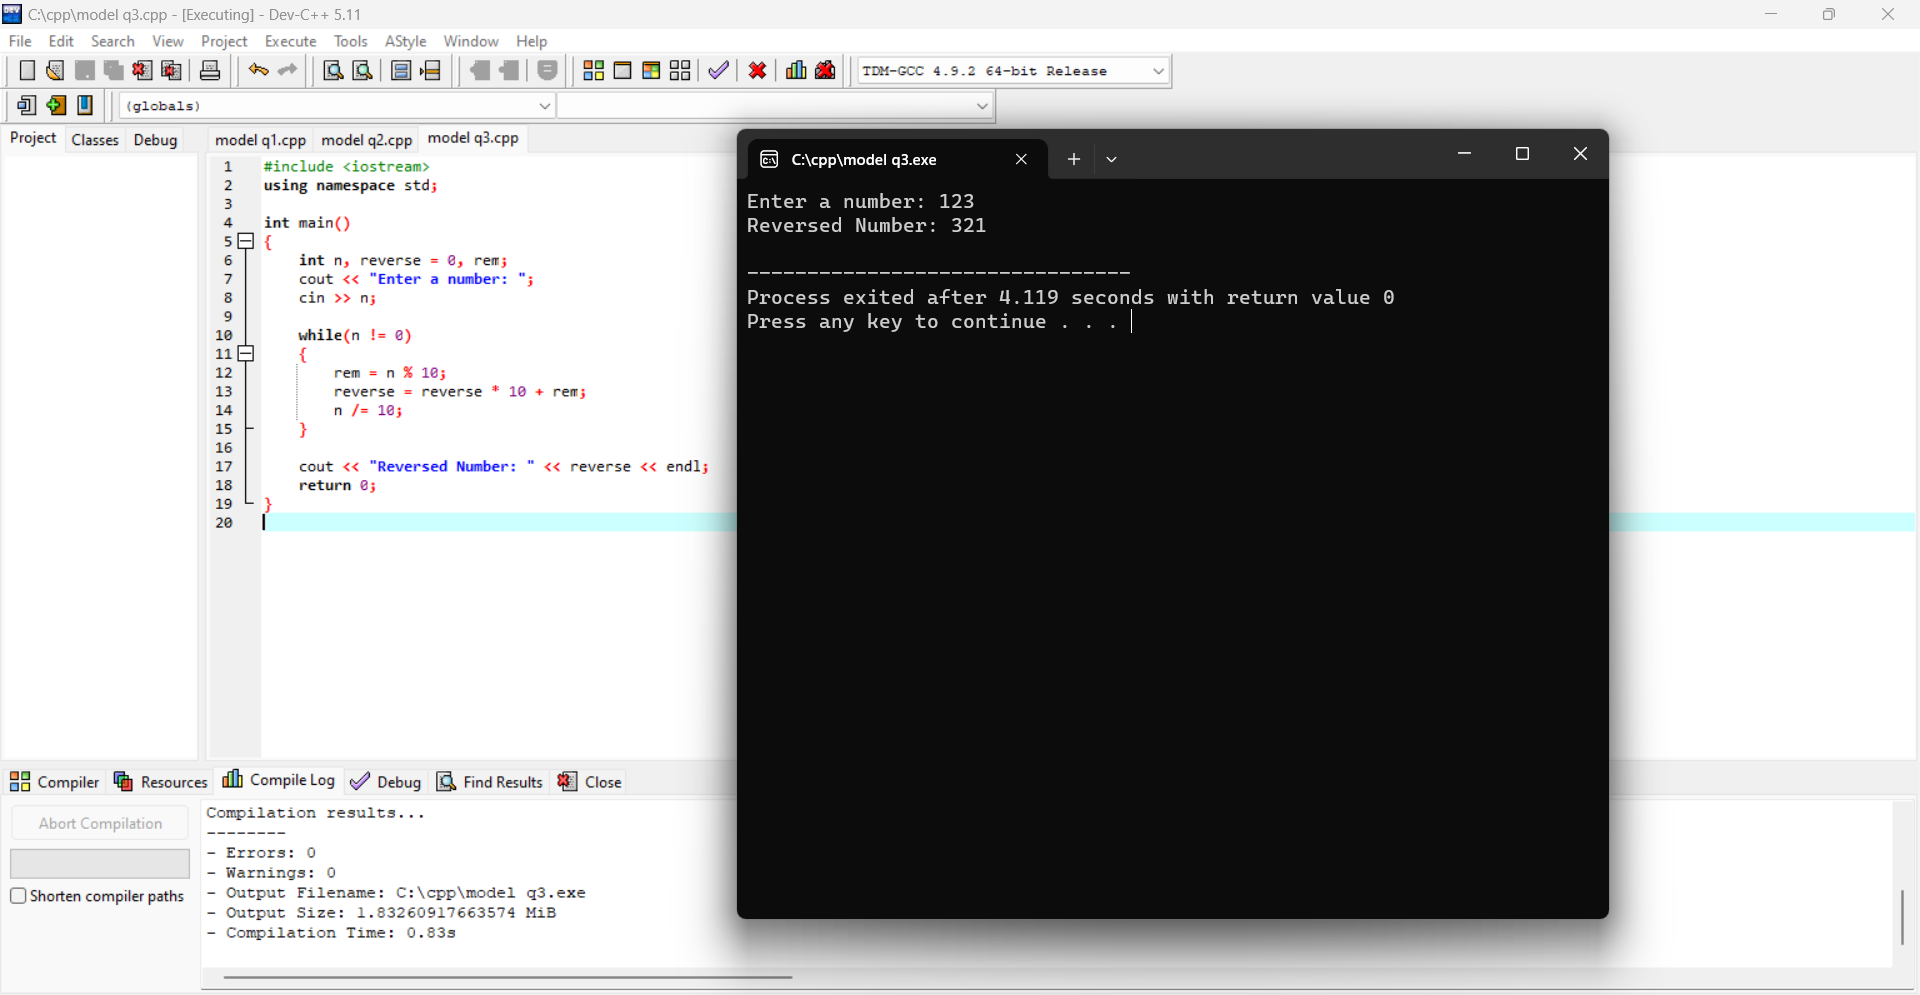 C:\cpp\model q3.cpp - [Executing] - Dev-C++ 5.11
File Edit Search View Project Execute Tools AStyle Window Help
TDM-GCC 4.9.2 64-bit Release
(globals)
Project Classes Debug
model q1.cpp model q2.cpp model q3.cpp
1 #include <iostream>
2 using namespace std;
3
4 int main()
5 {
6 int n, reverse = 0, rem;
7 cout << "Enter a number: ";
8 cin >> n;
9
10 while(n != 0)
11 {
12 rem = n % 10;
13 reverse = reverse * 10 + rem;
14 n /= 10;
15 }
16
17 cout << "Reversed Number: " << reverse << endl;
18 return 0;
19 }
20
C:\cpp\model q3.exe
Enter a number: 123
Reversed Number: 321
--------------------------------
Process exited after 4.119 seconds with return value 0
Press any key to continue . . .
Compiler Resources Compile Log Debug Find Results Close
Abort Compilation
Shorten compiler paths
Compilation results...
--------
- Errors: 0
- Warnings: 0
- Output Filename: C:\cpp\model q3.exe
- Output Size: 1.83260917663574 MiB
- Compilation Time: 0.83s